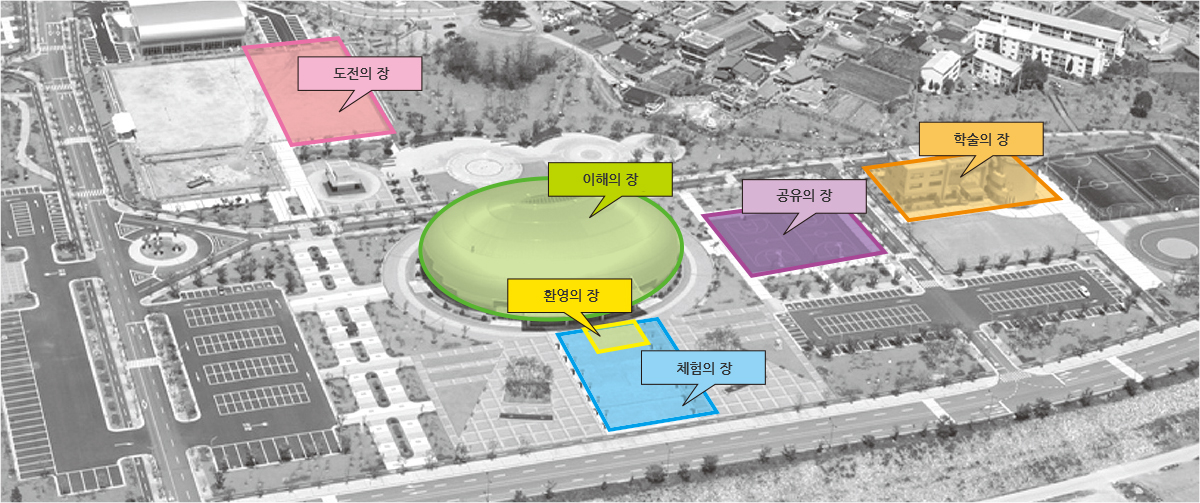 도전의 장
학술의 장
이해의 장
공유의 장
환영의 장
체험의 장